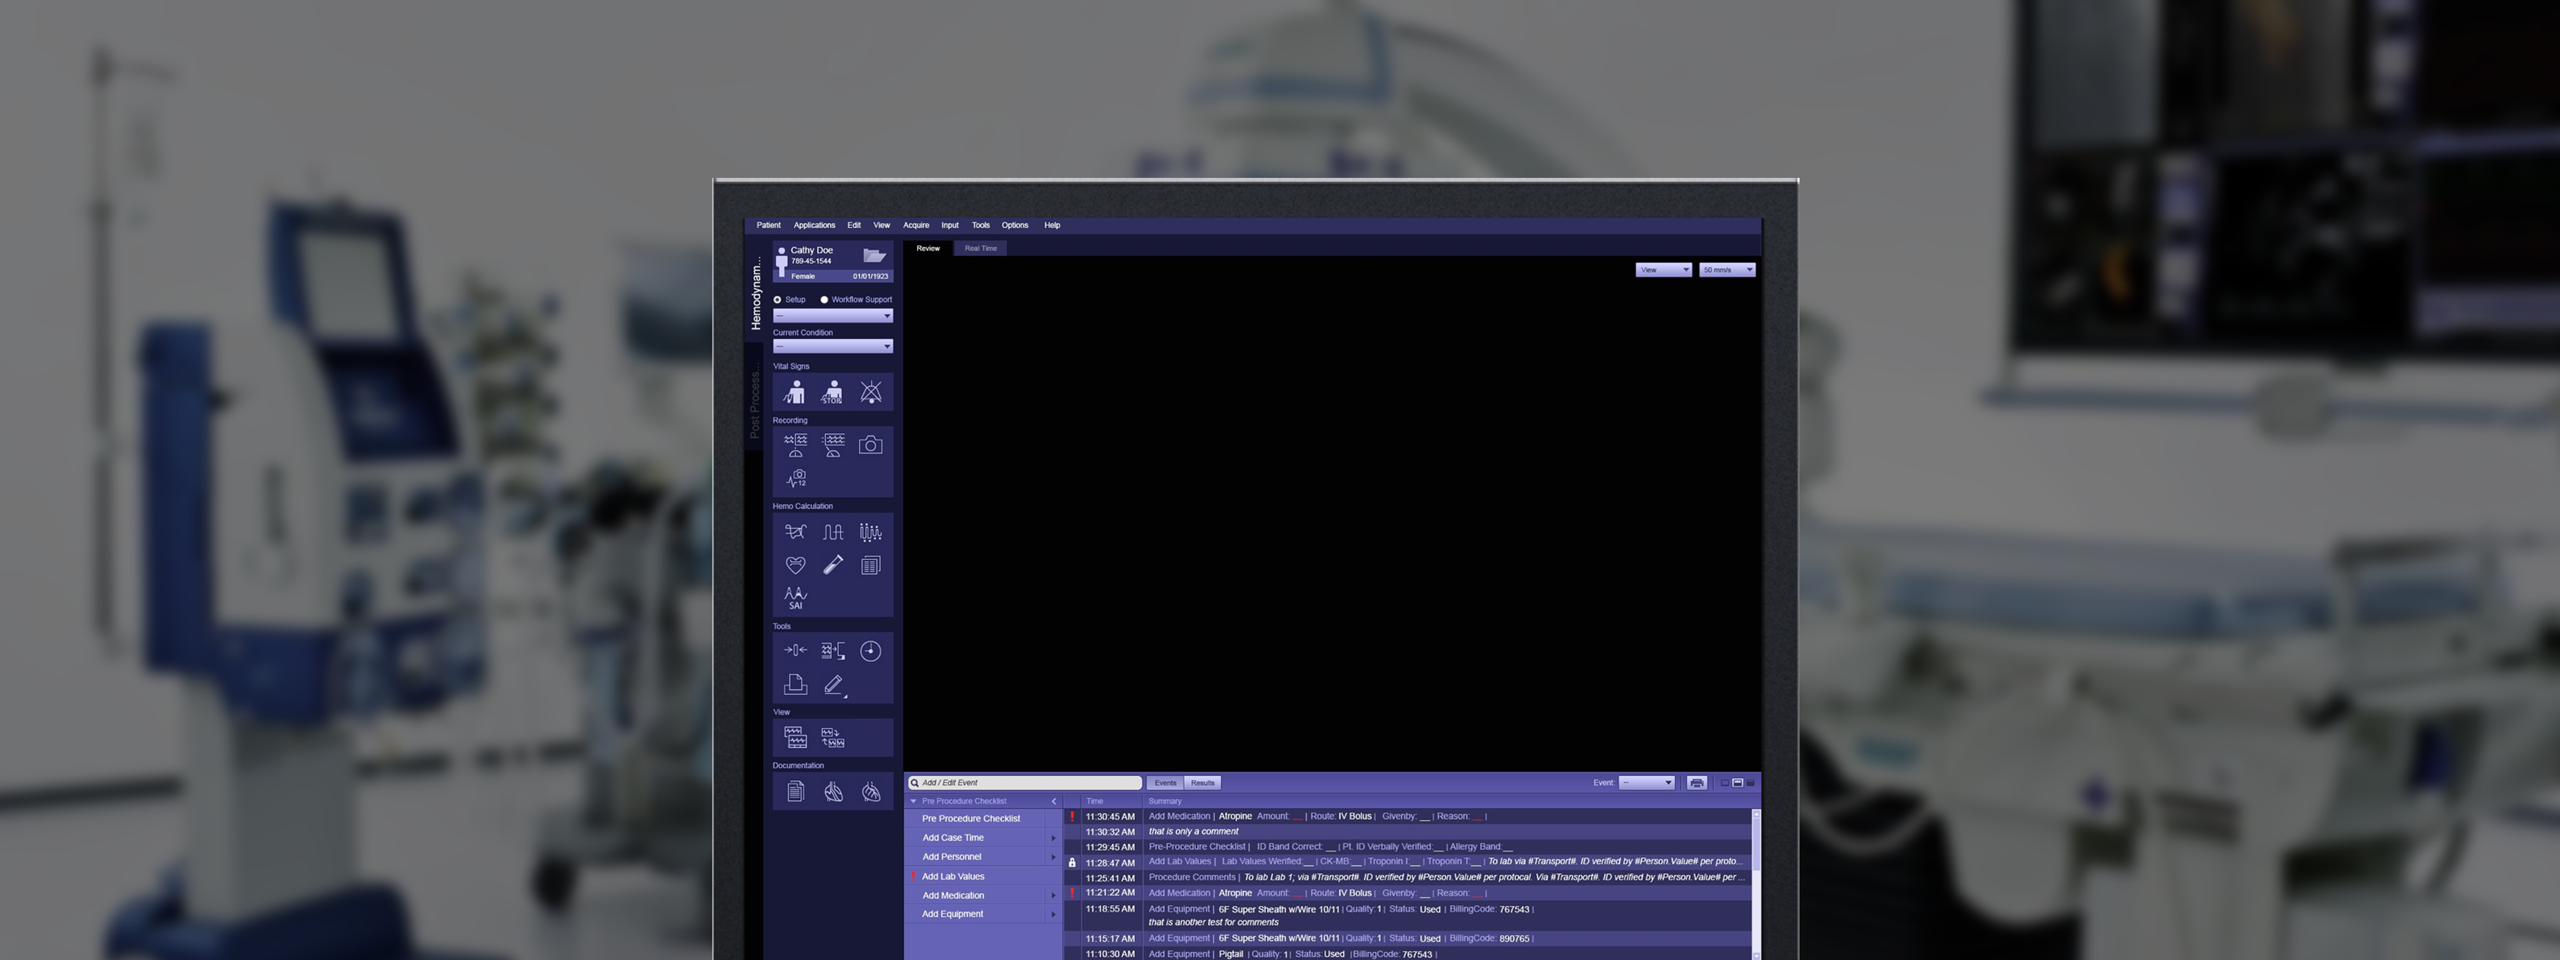 Patient Applications Edit View Acquire Input Tools Options Help
Hemodynam...
Post Process...
Cathy Doe
789-45-1544
Female 01/01/1923
Setup Workflow Support
---
Current Condition
---
Vital Signs
STOP
Recording
12
Hemo Calculation
SAI
Tools
View
Documentation
Review Real Time
View 50 mm/s
Add / Edit Event Events Results Event: --
Pre Procedure Checklist
Pre Procedure Checklist
Add Case Time
Add Personnel
! Add Lab Values
Add Medication
Add Equipment
Time Summary
! 11:30:45 AM Add Medication | Atropine Amount: __ | Route: IV Bolus | Givenby: __ | Reason: __ |
11:30:32 AM that is only a comment
11:29:45 AM Pre-Procedure Checklist | ID Band Correct: __ | Pt. ID Verbally Verified:__ | Allergy Band:__
11:28:47 AM Add Lab Values | Lab Values Werified:__ | CK-MB:__ | Troponin I:__ | Troponin T:__ | To lab via #Transport#. ID verified by #Person.Value# per proto...
11:25:41 AM Procedure Comments | To lab Lab 1; via #Transport#. ID verified by #Person.Value# per protocal. Via #Transport#. ID verified by #Person.Value# per ...
! 11:21:22 AM Add Medication | Atropine Amount: __ | Route: IV Bolus | Givenby: __ | Reason: __ |
11:18:55 AM Add Equipment | 6F Super Sheath w/Wire 10/11 | Quality: 1 | Status: Used | BillingCode: 767543 |
that is another test for comments
11:15:17 AM Add Equipment | 6F Super Sheath w/Wire 10/11 | Quality: 1 | Status: Used | BillingCode: 890765 |
11:10:30 AM Add Equipment | Pigtail | Quality: 1 | Status: Used | BillingCode: 767543 |